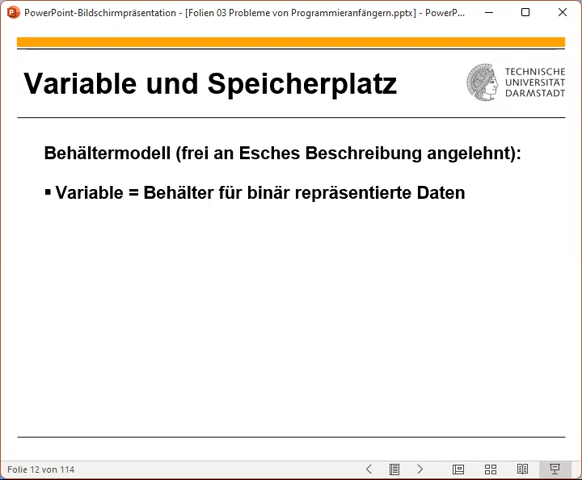 PowerPoint-Bildschirmpräsentation - [Folien 03 Probleme von Programmieranfängern.pptx] - PowerP...
Variable und Speicherplatz
TECHNISCHE
UNIVERSITÄT
DARMSTADT
Behältermodell (frei an Esches Beschreibung angelehnt):
▪ Variable = Behälter für binär repräsentierte Daten
Folie 12 von 114